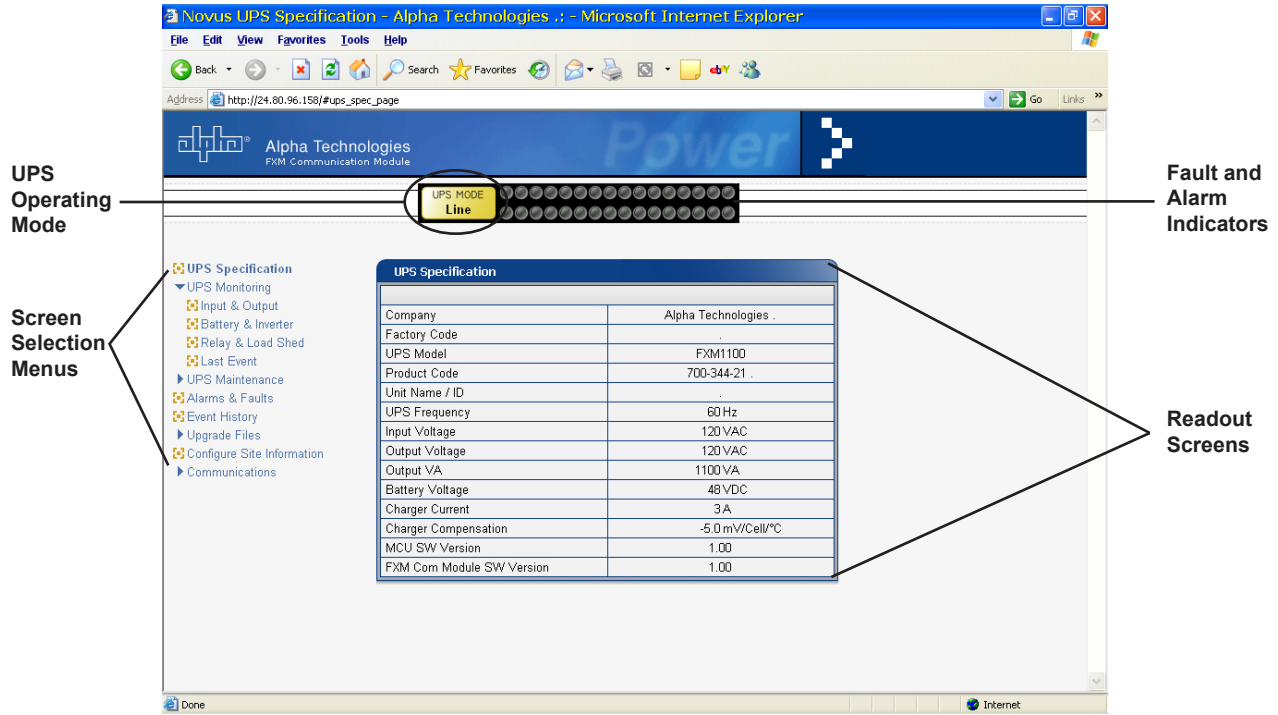 Novus UPS Specification - Alpha Technologies .: - Microsoft Internet Explorer
File Edit View Favorites Tools Help
Back Search Favorites ebY
Address http://24.80.96.158/#ups_spec_page Go Links »
alpha®
Alpha Technologies
FXM Communication Module
Power
UPS MODE
Line
UPS
Operating
Mode
Fault and
Alarm
Indicators
Screen
Selection
Menus
UPS Specification
UPS Monitoring
Input & Output
Battery & Inverter
Relay & Load Shed
Last Event
UPS Maintenance
Alarms & Faults
Event History
Upgrade Files
Configure Site Information
Communications
UPS Specification
Company Alpha Technologies .
Factory Code .
UPS Model FXM1100
Product Code 700-344-21 .
Unit Name / ID .
UPS Frequency 60 Hz
Input Voltage 120 VAC
Output Voltage 120 VAC
Output VA 1100 VA
Battery Voltage 48 VDC
Charger Current 3 A
Charger Compensation -5.0 mV/Cell/°C
MCU SW Version 1.00
FXM Com Module SW Version 1.00
Readout
Screens
Done Internet